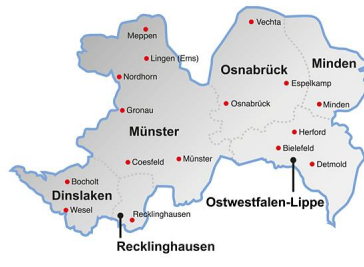 Vechta
Meppen
Lingen (Ems)
Osnabrück
Minden
Nordhorn
Espelkamp
Osnabrück
Minden
Gronau
Münster
Herford
Bielefeld
Coesfeld
Münster
Detmold
Bocholt
Dinslaken
Ostwestfalen-Lippe
Wesel
Recklinghausen
Recklinghausen